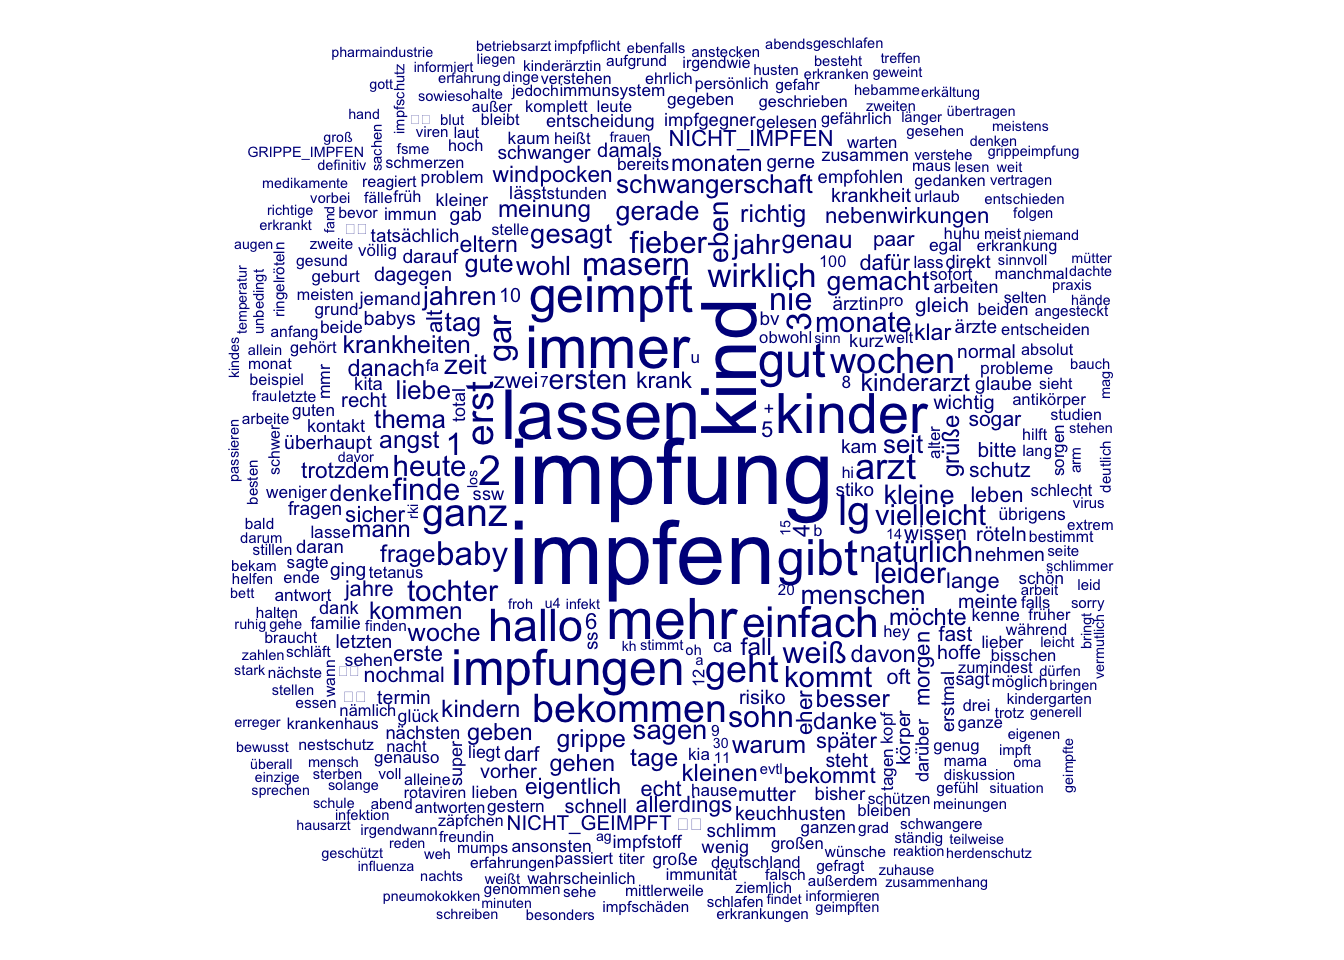 betriebsarzt impfpflicht ebenfalls anstecken abends geschlafen
pharmaindustrie informiert liegen kinderärztin aufgrund irgendwie husten besteht treffen
gott impfschutz erfahrung dinge verstehen ehrlich persönlich gefahr erkranken geweint
sowieso halte jedoch immunsystem gegeben geschrieben hebamme erkältung
hand außer komplett leute zweiten übertragen
blut bleibt entscheidung impfgegner gelesen gefährlich länger meistens
groß sachen viren laut kaum heißt frauen NICHT_IMPFEN warten gesehen denken
GRIPPE_IMPFEN fsme hoch schwanger damals bereits monaten gerne zusammen verstehe grippeimpfung
definitiv schmerzen windpocken empfohlen maus lesen weit
medikamente reagiert problem schwangerschaft gedanken vertragen
vorbei fälle früh kleiner lässt stunden krankheit urlaub entschieden
richtige fand bevor immun gab meinung gerade eben richtig nebenwirkungen folgen
erkrankt tatsächlich stelle gesagt fieber jahr genau paar huhu meist niemand
augen zweite völlig eltern egal erkrankung
gesund darauf gute wohl masern wirklich 100 dafür lass direkt sinnvoll mütter
temperatur unbedingt ringelröteln geburt dagegen gemacht sofort manchmal dachte
meisten jemand jahren 10 geimpft nie ärztin pro arbeiten praxis
grund alt gleich beiden selten hände
anfang beide babys tag gar bv 3 monate klar ärzte entscheiden angesteckt
kindes allein gehört krankheiten immer kind obwohl sinn kurz welt
monat danach fa zeit u gut wochen normal absolut
beispiel mmr kita zwei 7 ersten krank 8 kinderarzt glaube probleme sieht bauch mag
frau letzte recht liebe total erst lassen + kinder wichtig antikörper
arbeite guten kontakt thema 5 sogar studien
passieren schwer überhaupt angst 1 kam seit alter grüße bitte hilft stehen
davor impfung lang sorgen arm deutlich
besten trotzdem heute los 2 hi arzt schutz
weniger denke finde ssw stiko kleine leben schlecht
fragen sicher rki ganz lg vielleicht übrigens virus
bald lasse mann 15 4 b 14 wissen röteln bestimmt extrem
darum
stillen daran frage baby impfen gibt natürlich nehmen seite
bekam sagte ging tetanus leider lange schön schlimmer
helfen ende arbeit leid
bett antwort jahre tochter froh u4 infekt 20 menschen meinte falls sorry
halten dank kommen hallo 6 mehr einfach möchte kenne früher
ruhig gehe familie finden woche ss hey fast während bringt vermutlich
braucht letzten kh stimmt oh ca fall lieber leicht
zahlen schläft sehen erste a weiß davon morgen hoffe bisschen
stark nächste wann nochmal impfungen 12 geht kommt oft zumindest dürfen
stellen sagt möglich bringen
essen termin bekommen risiko besser erstmal drei kindergarten
nämlich glück kindern sohn eher danke kopf trotz generell
erreger krankenhaus nächsten geben sagen 9 später körper darüber ganze eigenen
bewusst nestschutz nacht grippe 30 warum genug impft
überall mensch genauso super liegt darf gehen tage kia 11 steht tagen mama oma geimpfte
einzige sterben voll vorher kleinen evtl bekommt diskussion
sprechen solange alleine rotaviren lieben eigentlich echt hause mutter bisher schützen gefühl situation
schule abend antworten gestern schnell allerdings keuchhusten bleiben meinungen
infektion zäpfchen NICHT_GEIMPFT
hausarzt irgendwann freundin schlimm ganzen grad schwangere
reden mumps ansonsten ag impfstoff wenig großen ständig teilweise
geschützt weh erfahrungen passiert titer große deutschland wünsche reaktion herdenschutz
influenza gefragt zuhause
nachts weißt wahrscheinlich immunität falsch außerdem zusammenhang
pneumokokken genommen sehe mittlerweile ziemlich
minuten schlafen findet informieren
schreiben besonders impfschäden erkrankungen geimpften